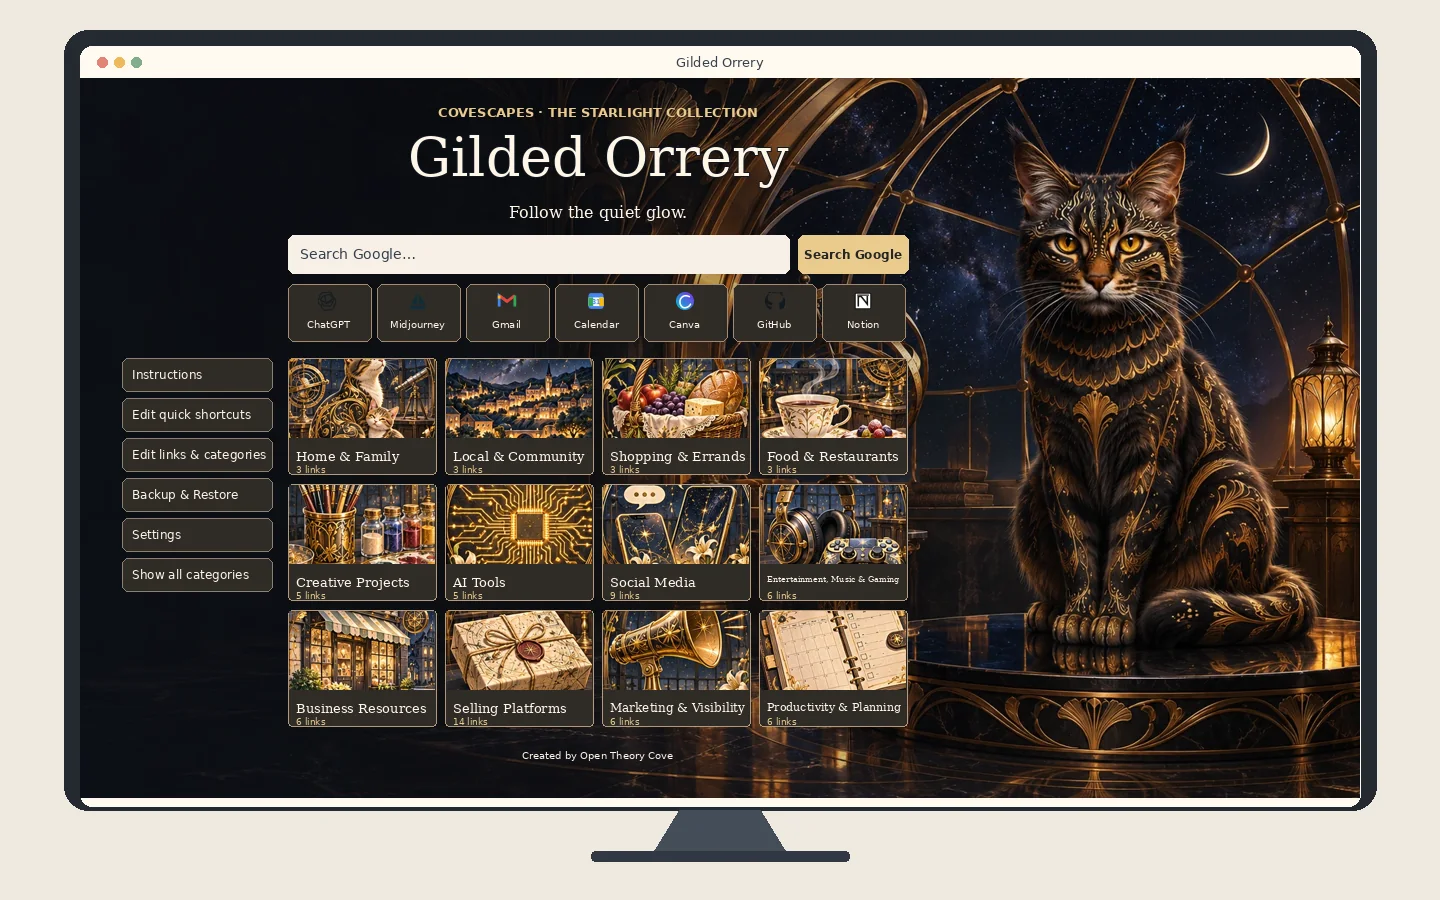 Gilded Orrery
COVESCAPES · THE STARLIGHT COLLECTION
Gilded Orrery
Follow the quiet glow.
Search Google...
Search Google
ChatGPT
Midjourney
Gmail
Calendar
Canva
GitHub
Notion
Instructions
Edit quick shortcuts
Edit links & categories
Backup & Restore
Settings
Show all categories
Home & Family
3 links
Local & Community
3 links
Shopping & Errands
3 links
Food & Restaurants
3 links
Creative Projects
5 links
AI Tools
5 links
Social Media
9 links
Entertainment, Music & Gaming
6 links
Business Resources
6 links
Selling Platforms
14 links
Marketing & Visibility
6 links
Productivity & Planning
6 links
Created by Open Theory Cove